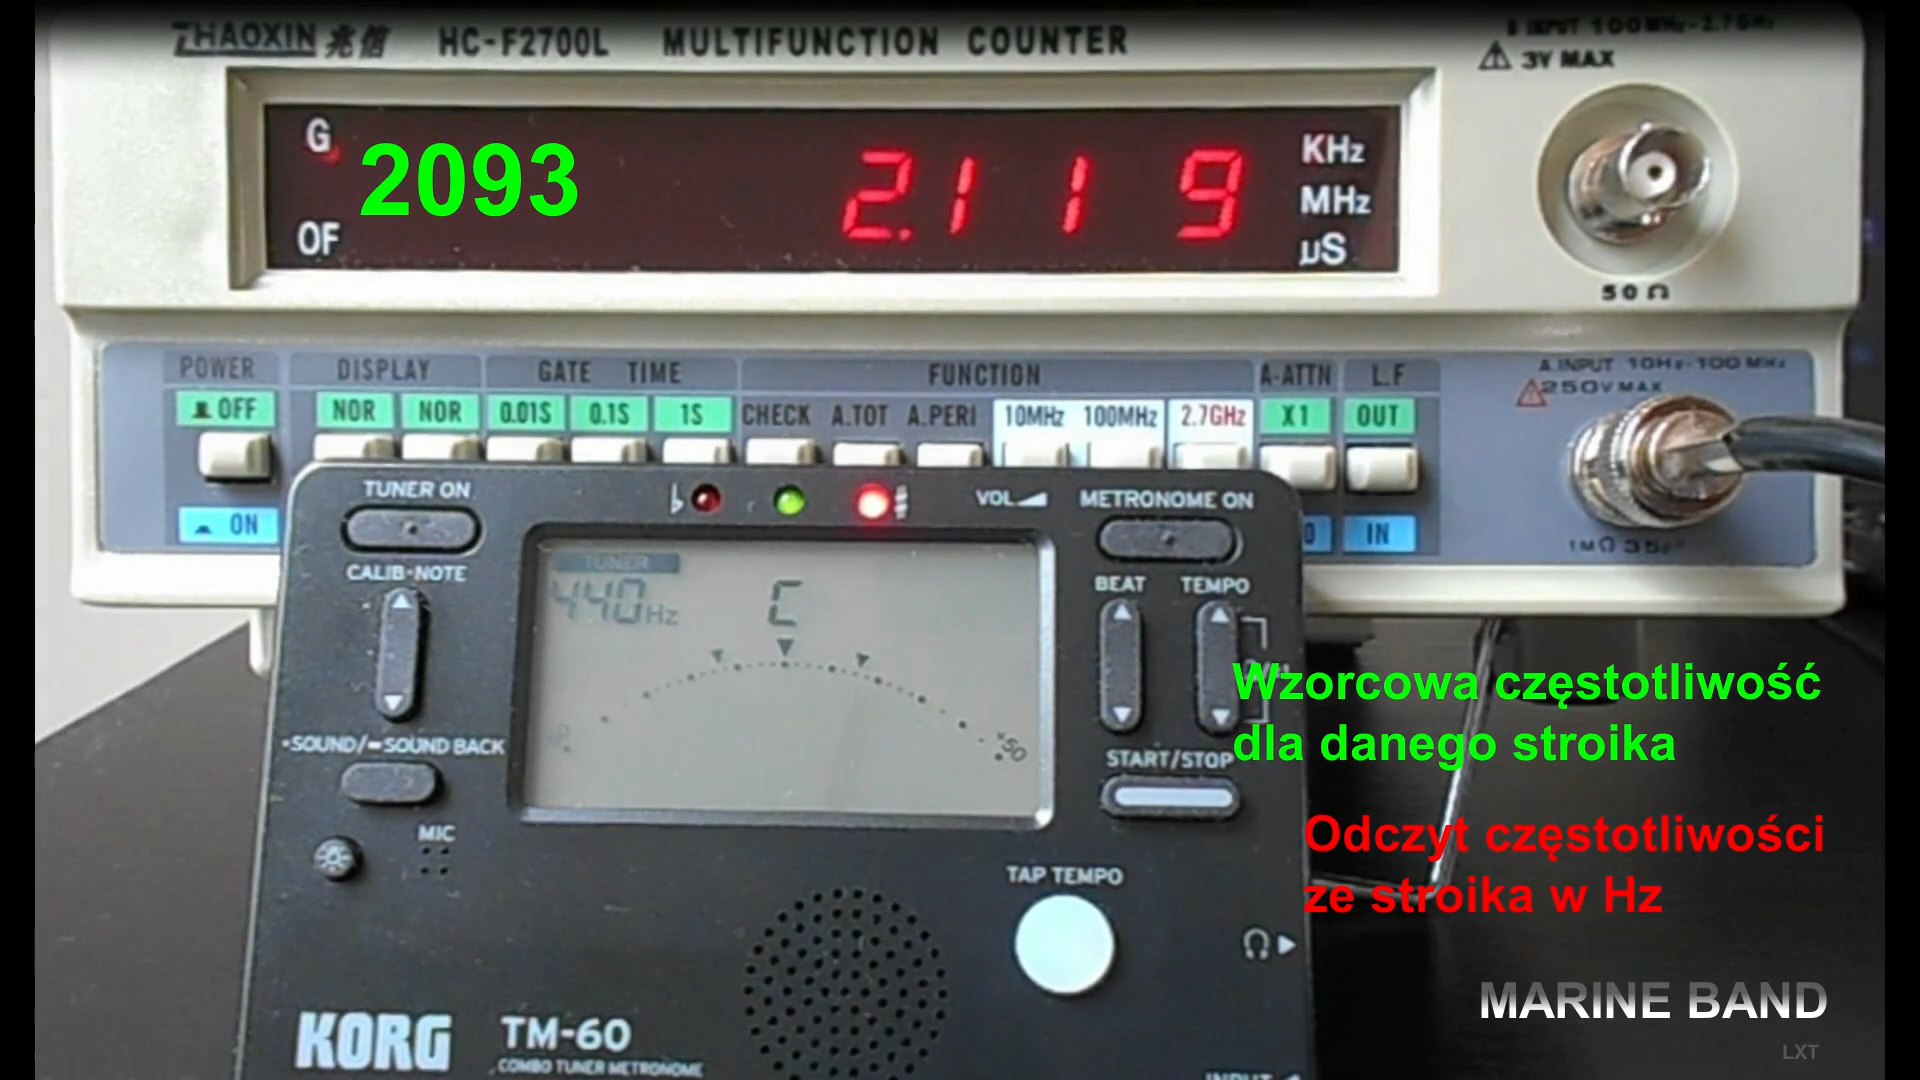 ZHAOXIN 兆信 HC-F2700L MULTIFUNCTION COUNTER
B INPUT 100MHz-2.7GHz
3V MAX
G
OF
2093
2.119
KHz
MHz
µS
50Ω
POWER DISPLAY GATE TIME FUNCTION A-ATTN L.F
OFF NOR NOR 0.01S 0.1S 1S CHECK A.TOT A.PERI 10MHz 100MHz 2.7GHz X1 OUT
ON
IN
A.INPUT 10Hz-100MHz
250V MAX
1MΩ 35pF
TUNER ON
♭
VOL
METRONOME ON
CALIB•NOTE
TUNER
440Hz
C
+50
BEAT TEMPO
SOUND/SOUND BACK
START/STOP
MIC
TAP TEMPO
KORG TM-60
COMBO TUNER METRONOME
INPUT
Wzorcowa częstotliwość
dla danego stroika
Odczyt częstotliwości
ze stroika w Hz
MARINE BAND
LXT